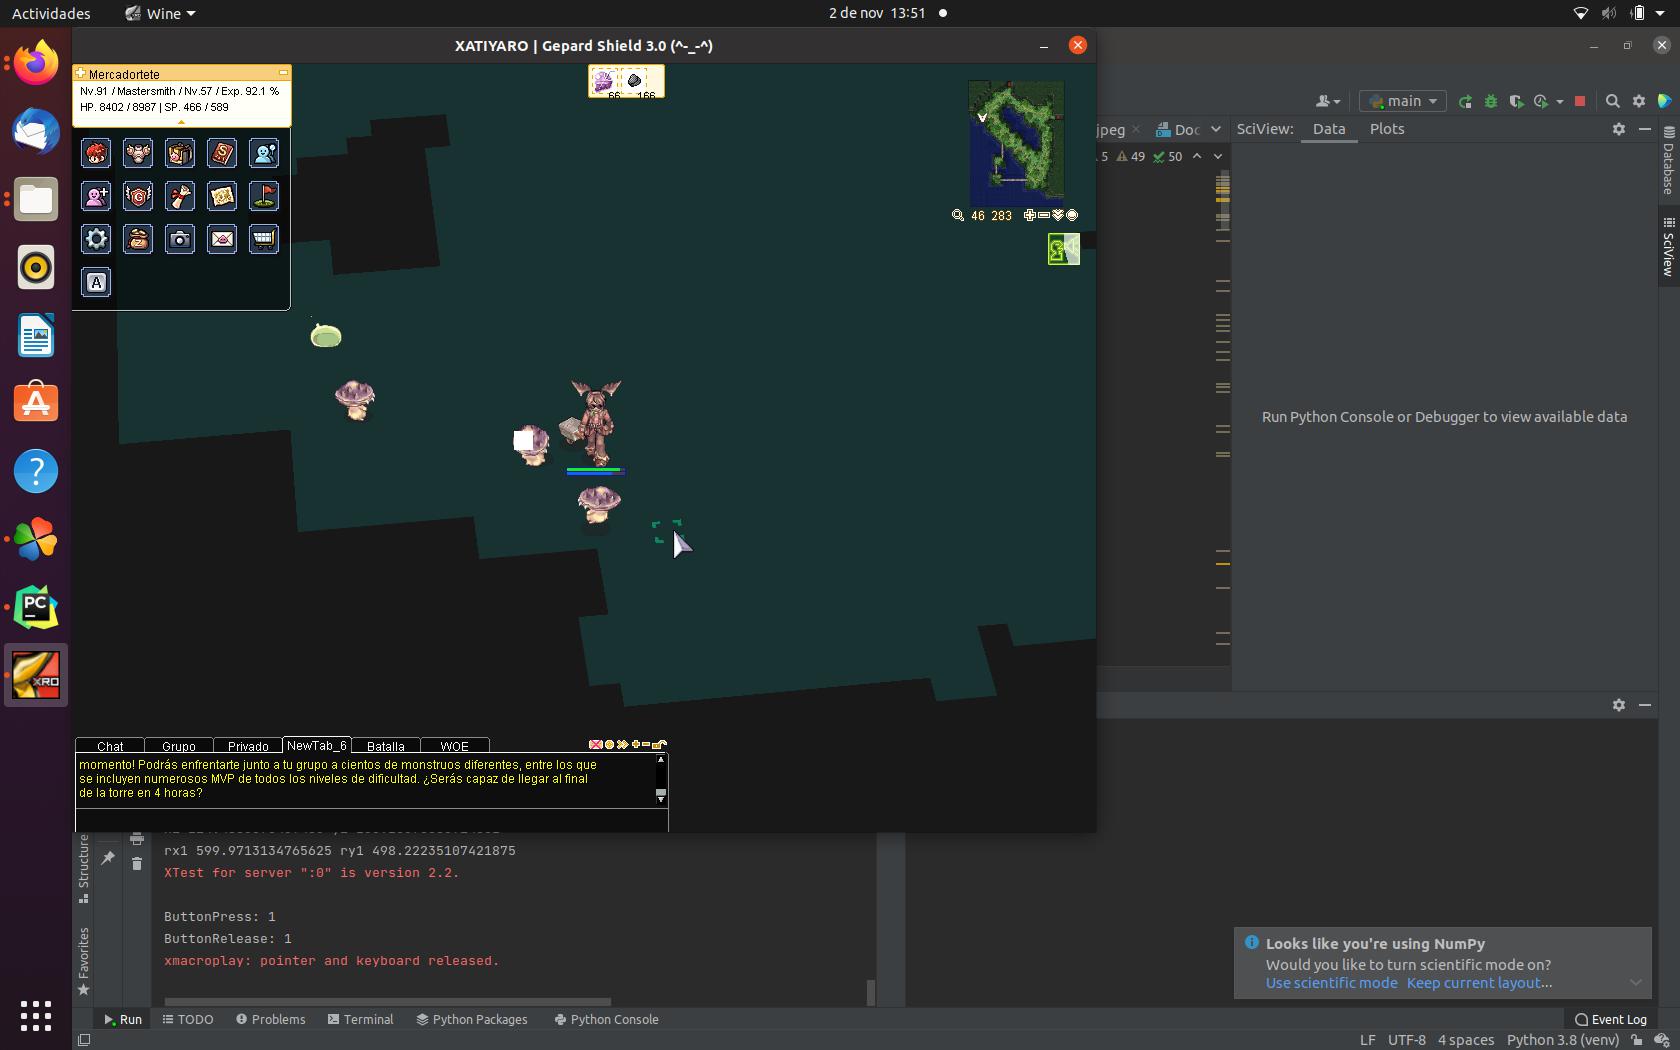 Actividades
Wine
2 de nov 13:51
XATIYARO | Gepard Shield 3.0 (^-_-^)
Mercadortete
Nv.91 / Mastersmith / Nv.57 / Exp. 92.1 %
HP. 8402 / 8987 | SP. 466 / 589
66 166
46 283
main
jpeg
Doc
SciView:
Data
Plots
5 49 50
Database
SciView
Run Python Console or Debugger to view available data
XRO
PC
A
Chat
Grupo
Privado
NewTab_6
Batalla
WOE
momento! Podrás enfrentarte junto a tu grupo a cientos de monstruos diferentes, entre los que
se incluyen numerosos MVP de todos los niveles de dificultad. ¿Serás capaz de llegar al final
de la torre en 4 horas?
Structure
Favorites
rx1 599.9713134765625 ry1 498.22235107421875
XTest for server ":0" is version 2.2.
ButtonPress: 1
ButtonRelease: 1
xmacroplay: pointer and keyboard released.
Looks like you're using NumPy
Would you like to turn scientific mode on?
Use scientific mode Keep current layout...
Run
TODO
Problems
Terminal
Python Packages
Python Console
Event Log
LF UTF-8 4 spaces Python 3.8 (venv)